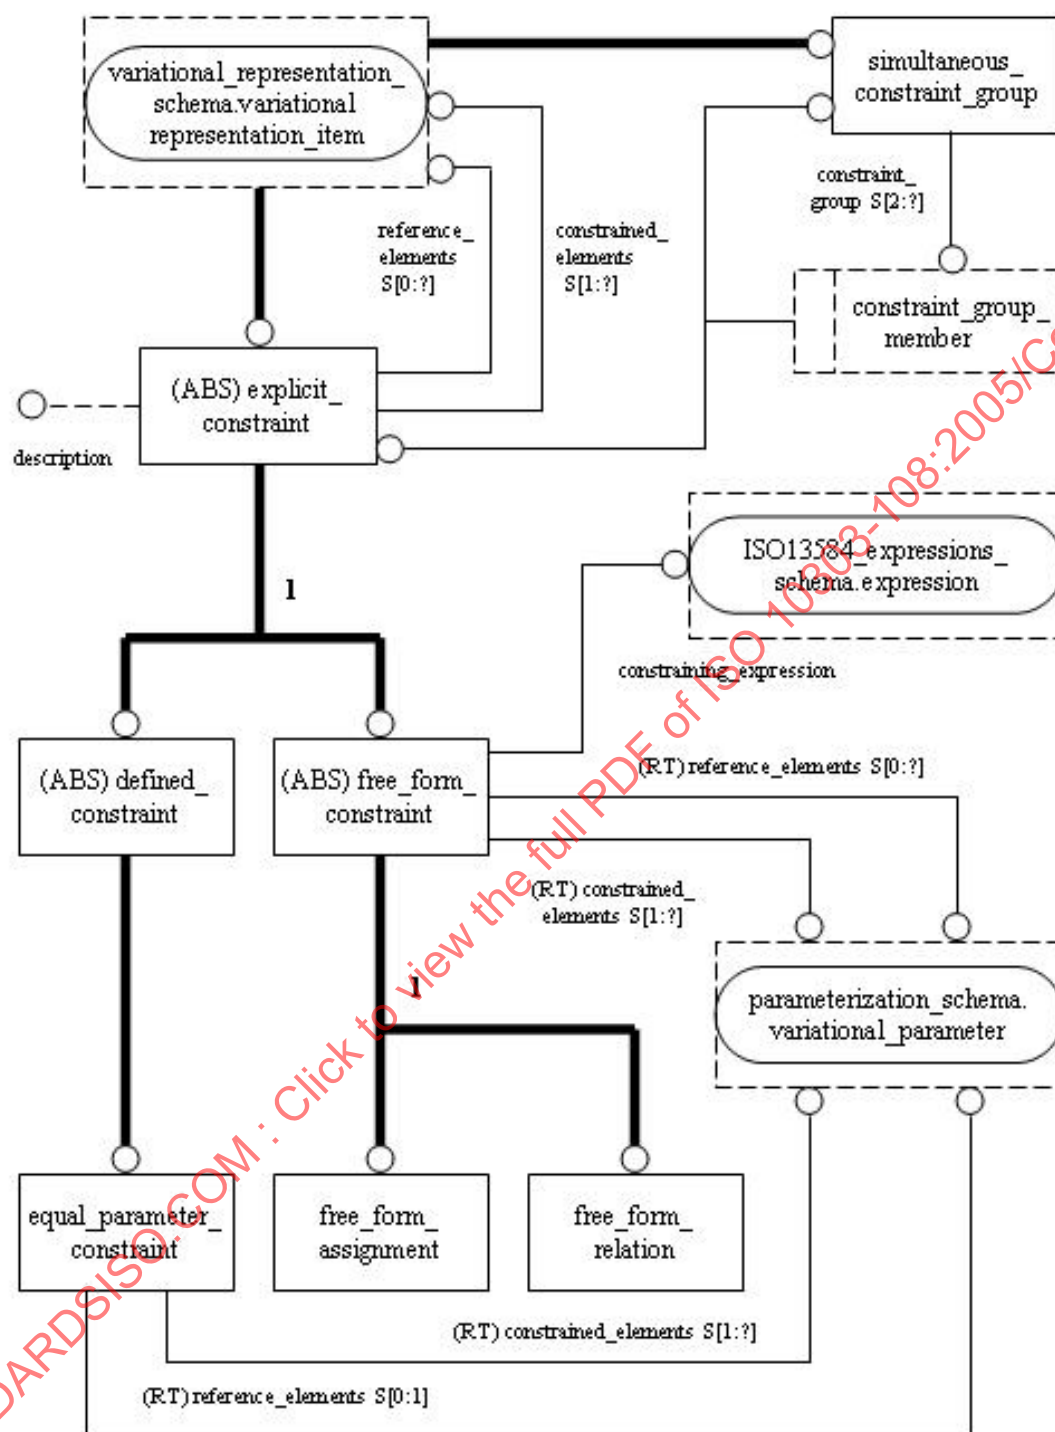 variational_representation_
schema.variational
representation_item
simultaneous_
constraint_group
constraint_
group S[2:?]
reference_
elements
S[0:?]
constrained_
elements
S[1:?]
constraint_group_
member
(ABS) explicit_
constraint
description
ISO13584_expressions_
schema.expression
1
constraining_expression
(ABS) defined_
constraint
(ABS) free_form_
constraint
(RT) reference_elements S[0:?]
(RT) constrained_
elements S[1:?]
1
parameterization_schema.
variational_parameter
equal_parameter_
constraint
free_form_
assignment
free_form_
relation
(RT) constrained_elements S[1:?]
(RT) reference_elements S[0:1]
DARDSISO.COM : Click to view the full PDF of ISO 10303-108:2005/Co